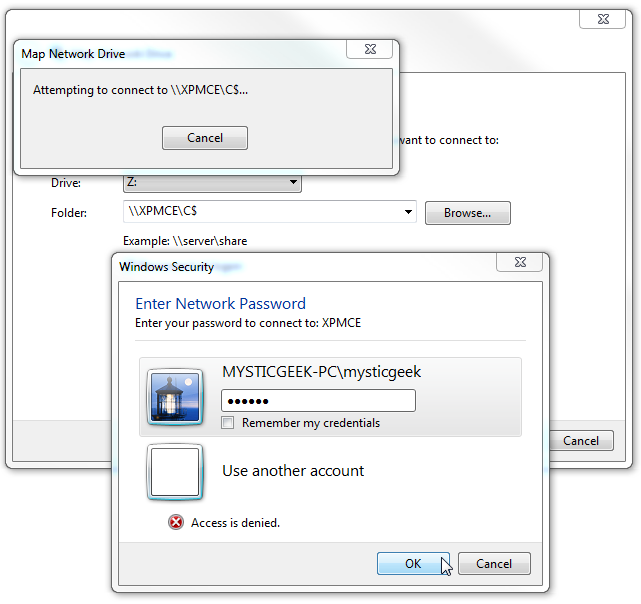 Map Network Drive
Attempting to connect to \\XPMCE\C$...
Cancel
want to connect to:
Drive: Z:
Folder: \\XPMCE\C$ Browse...
Example: \\server\share
Windows Security
Enter Network Password
Enter your password to connect to: XPMCE
MYSTICGEEK-PC\mysticgeek
••••••
Remember my credentials
Use another account
Access is denied.
OK Cancel
Cancel